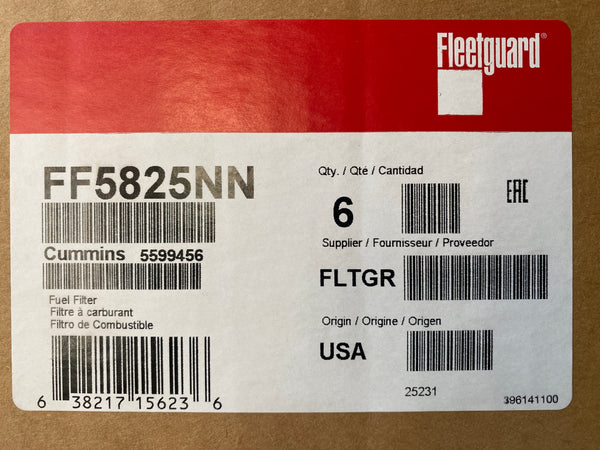 Fleetguard®
FF5825NN
Cummins 5599456
Fuel Filter
Filtre à carburant
Filtro de Combustible
6 38217 15623 6
Qty. / Qté / Cantidad
6
Supplier / Fournisseur / Proveedor
FLTGR
Origin / Origine / Origen
USA
25231
EAC
396141100